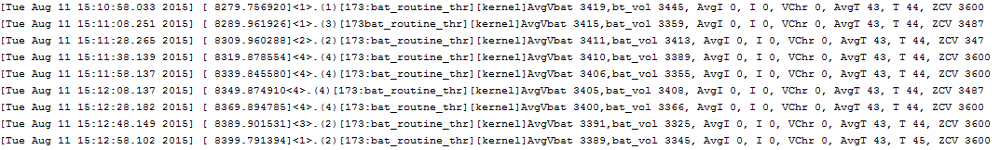 [Tue Aug 11 15:10:58.033 2015] [ 8279.756920]<1>.(1)[173:bat_routine_thr][kernel]AvgVbat 3419,bt_vol 3445, AvgI 0, I 0, VChr 0, AvgT 43, T 44, ZCV 3600
[Tue Aug 11 15:11:08.251 2015] [ 8289.961926]<1>.(3)[173:bat_routine_thr][kernel]AvgVbat 3415,bat_vol 3359, AvgI 0, I 0, VChr 0, AvgT 43, T 44, ZCV 3487
[Tue Aug 11 15:11:28.265 2015] [ 8309.960288]<2>.(2)[173:bat_routine_thr][kernel]AvgVbat 3411,bat_vol 3413, AvgI 0, I 0, VChr 0, AvgT 43, T 44, ZCV 347
[Tue Aug 11 15:11:38.139 2015] [ 8319.878554]<4>.(4)[173:bat_routine_thr][kernel]AvgVbat 3410,bat_vol 3389, AvgI 0, I 0, VChr 0, AvgT 43, T 44, ZCV 3600
[Tue Aug 11 15:11:58.137 2015] [ 8339.845580]<4>.(4)[173:bat_routine_thr][kernel]AvgVbat 3406,bat_vol 3355, AvgI 0, I 0, VChr 0, AvgT 43, T 44, ZCV 3600
[Tue Aug 11 15:12:08.137 2015] [ 8349.874910<4>.(4)[173:bat_routine_thr][kernel]AvgVbat 3405,bat_vol 3408, AvgI 0, I 0, VChr 0, AvgT 43, T 44, ZCV 3487
[Tue Aug 11 15:12:28.182 2015] [ 8369.894785]<4>.(4)[173:bat_rotine_thr][kernel]AvgVbat 3400,bat_vol 3366, AvgI 0, I 0, VChr 0, AvgT 43, T 44, ZCV 3600
[Tue Aug 11 15:12:48.149 2015] [ 8389.901531]<3>.(2)[173:bat_routine_thr][kernel]AvgVbat 3391,bat_vol 3325, AvgI 0, I 0, VChr 0, AvgT 43, T 44, ZCV 3600
[Tue Aug 11 15:12:58.102 2015] [ 8399.791394]<1>.(2)[173:bat_routine_thr][kernel]AvgVbat 3389,bat_vol 3345, AvgI 0, I 0, VChr 0, AvgT 43, T 45, ZCV 3600